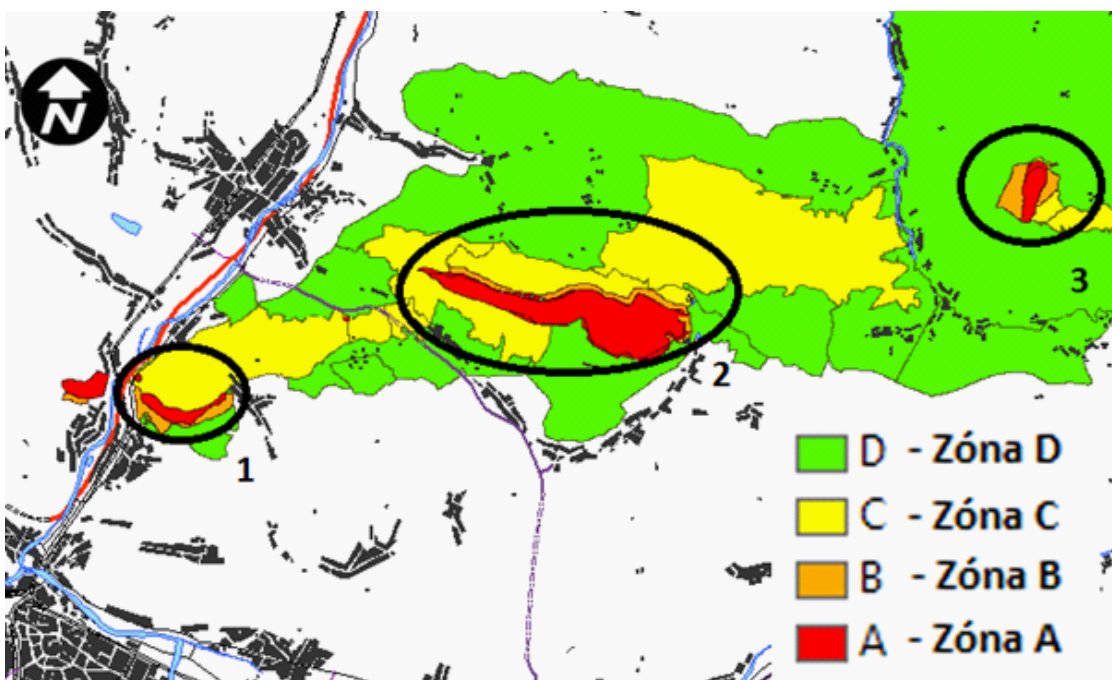 N
3
2
1
D - Zóna D
C - Zóna C
B - Zóna B
A - Zóna A